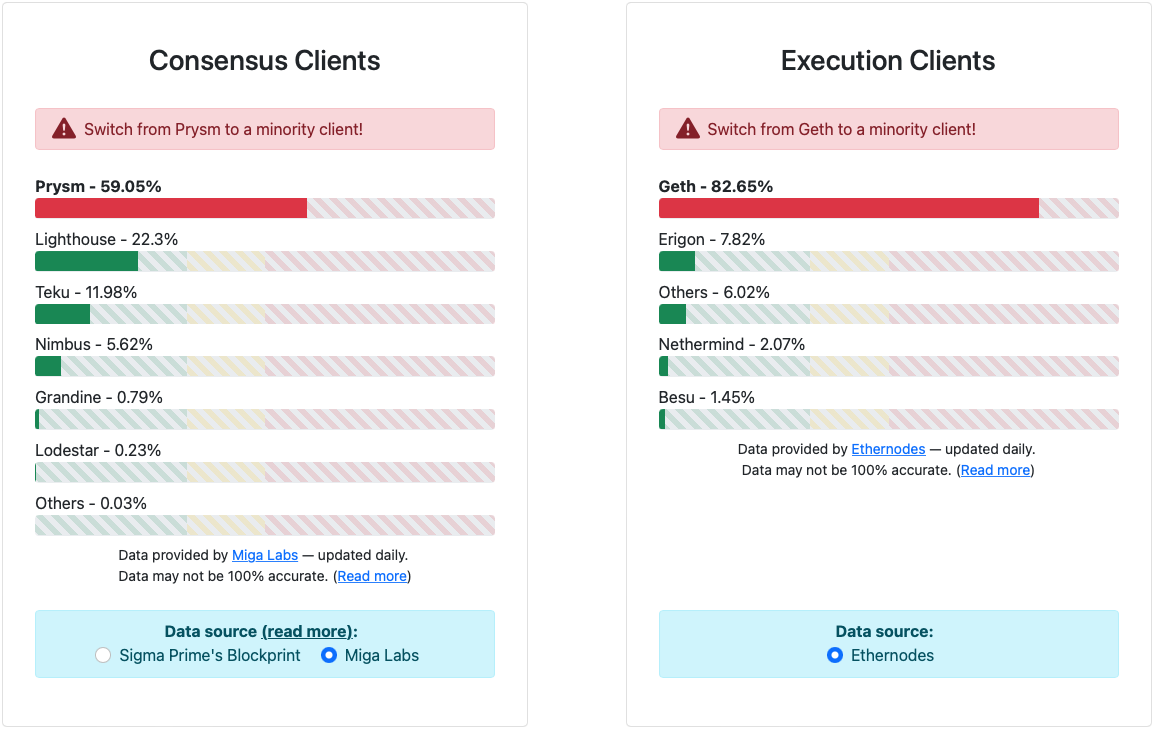 Consensus Clients
Switch from Prysm to a minority client!
Prysm - 59.05%
Lighthouse - 22.3%
Teku - 11.98%
Nimbus - 5.62%
Grandine - 0.79%
Lodestar - 0.23%
Others - 0.03%
Data provided by Miga Labs — updated daily.
Data may not be 100% accurate. (Read more)
Data source (read more):
Sigma Prime's Blockprint Miga Labs
Execution Clients
Switch from Geth to a minority client!
Geth - 82.65%
Erigon - 7.82%
Others - 6.02%
Nethermind - 2.07%
Besu - 1.45%
Data provided by Ethernodes — updated daily.
Data may not be 100% accurate. (Read more)
Data source:
Ethernodes